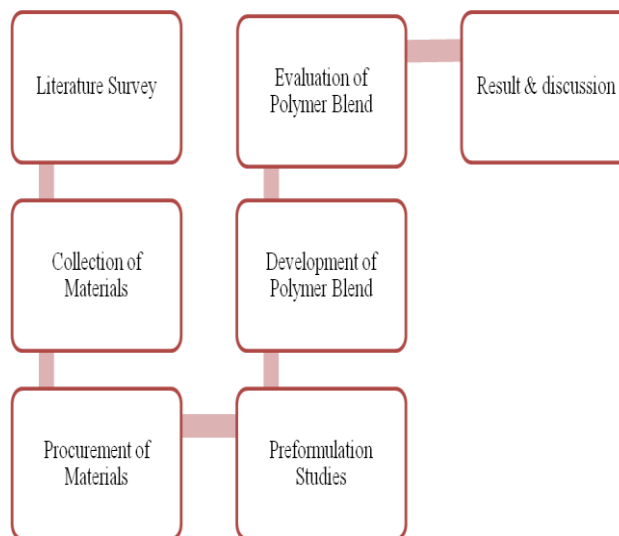 Literature Survey
Collection of
Materials
Procurement of
Materials
Preformulation
Studies
Development of
Polymer Blend
Evaluation of
Polymer Blend
Result & discussion